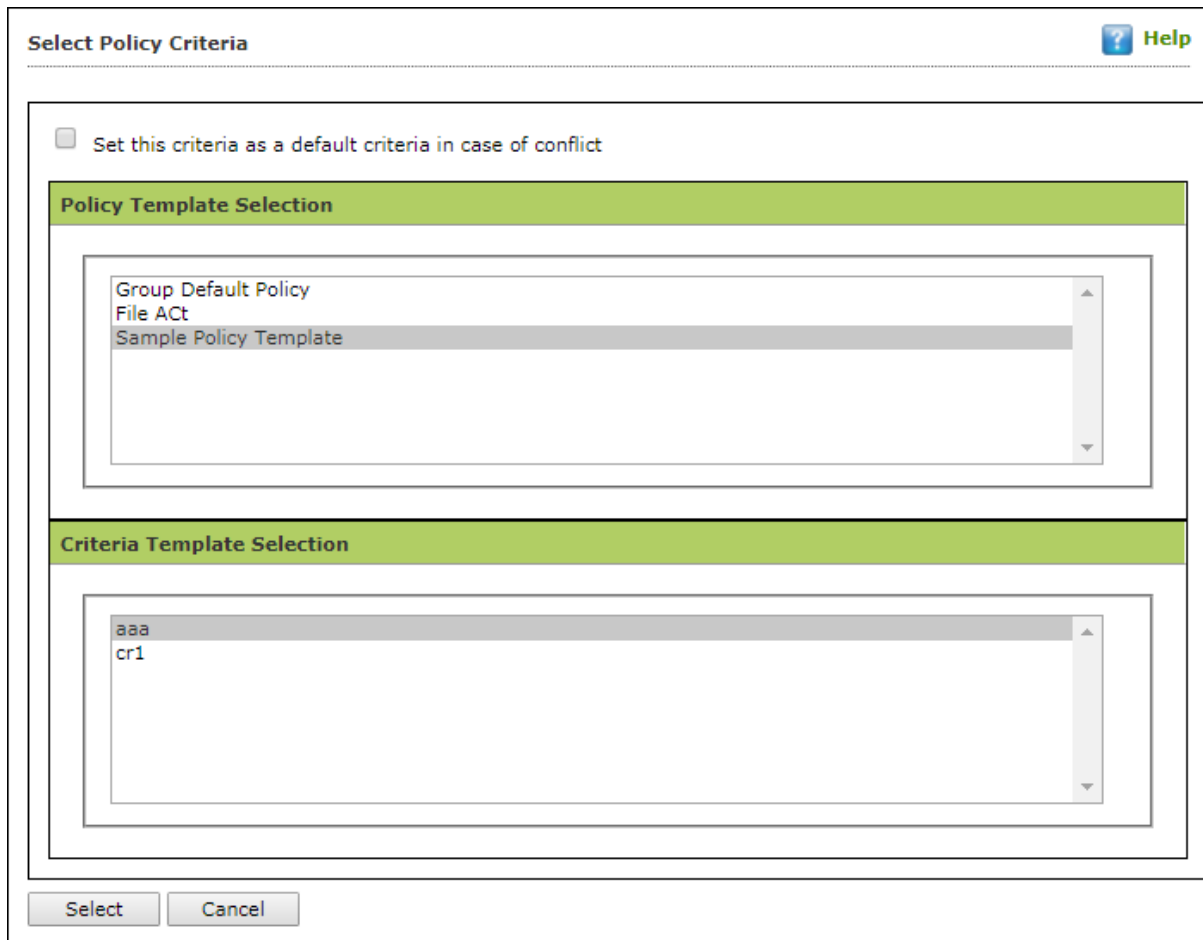 Select Policy Criteria
? Help
Set this criteria as a default criteria in case of conflict
Policy Template Selection
Group Default Policy
File ACt
Sample Policy Template
Criteria Template Selection
aaa
cr1
Select Cancel